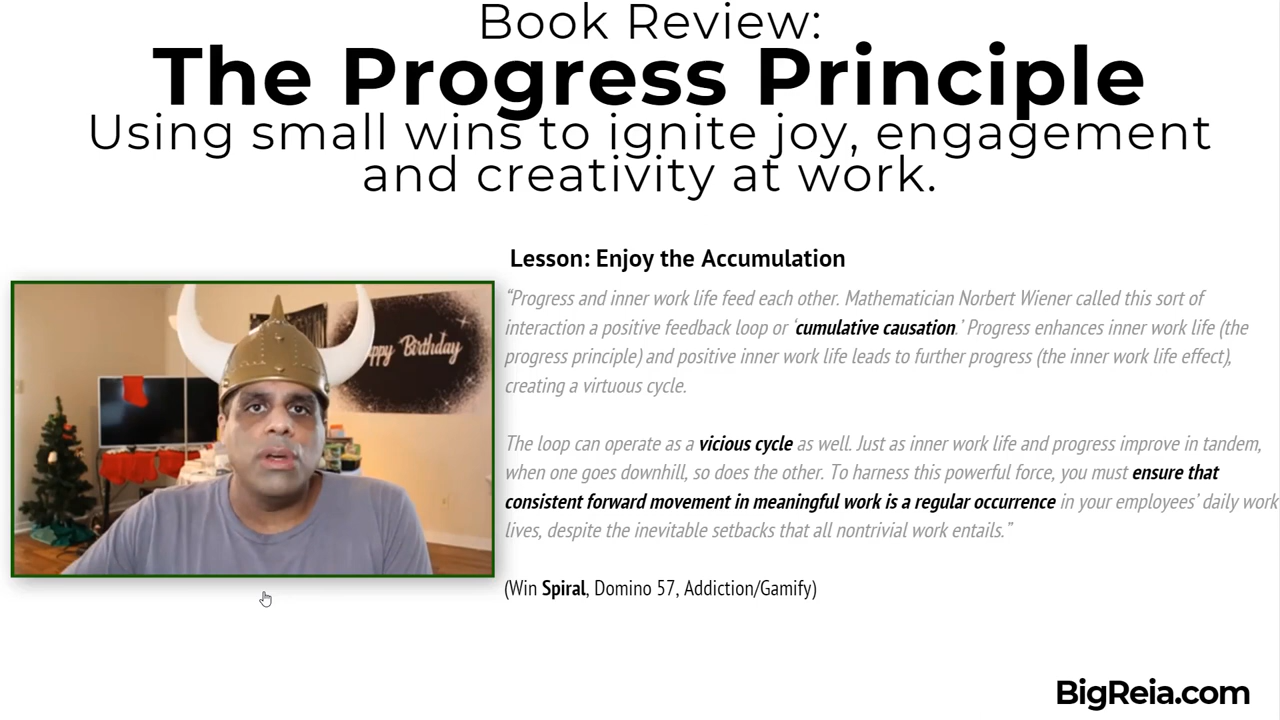 Book Review:
The Progress Principle
Using small wins to ignite joy, engagement
and creativity at work.
Lesson: Enjoy the Accumulation
“Progress and inner work life feed each other. Mathematician Norbert Wiener called this sort of
interaction a positive feedback loop or ‘cumulative causation.’ Progress enhances inner work life (the
progress principle) and positive inner work life leads to further progress (the inner work life effect),
creating a virtuous cycle.
The loop can operate as a vicious cycle as well. Just as inner work life and progress improve in tandem,
when one goes downhill, so does the other. To harness this powerful force, you must ensure that
consistent forward movement in meaningful work is a regular occurrence in your employees’ daily work
lives, despite the inevitable setbacks that all nontrivial work entails.”
(Win Spiral, Domino 57, Addiction/Gamify)
ppy Birthday
BigReia.com